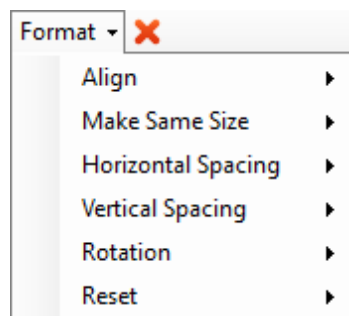 Format
Align
Make Same Size
Horizontal Spacing
Vertical Spacing
Rotation
Reset